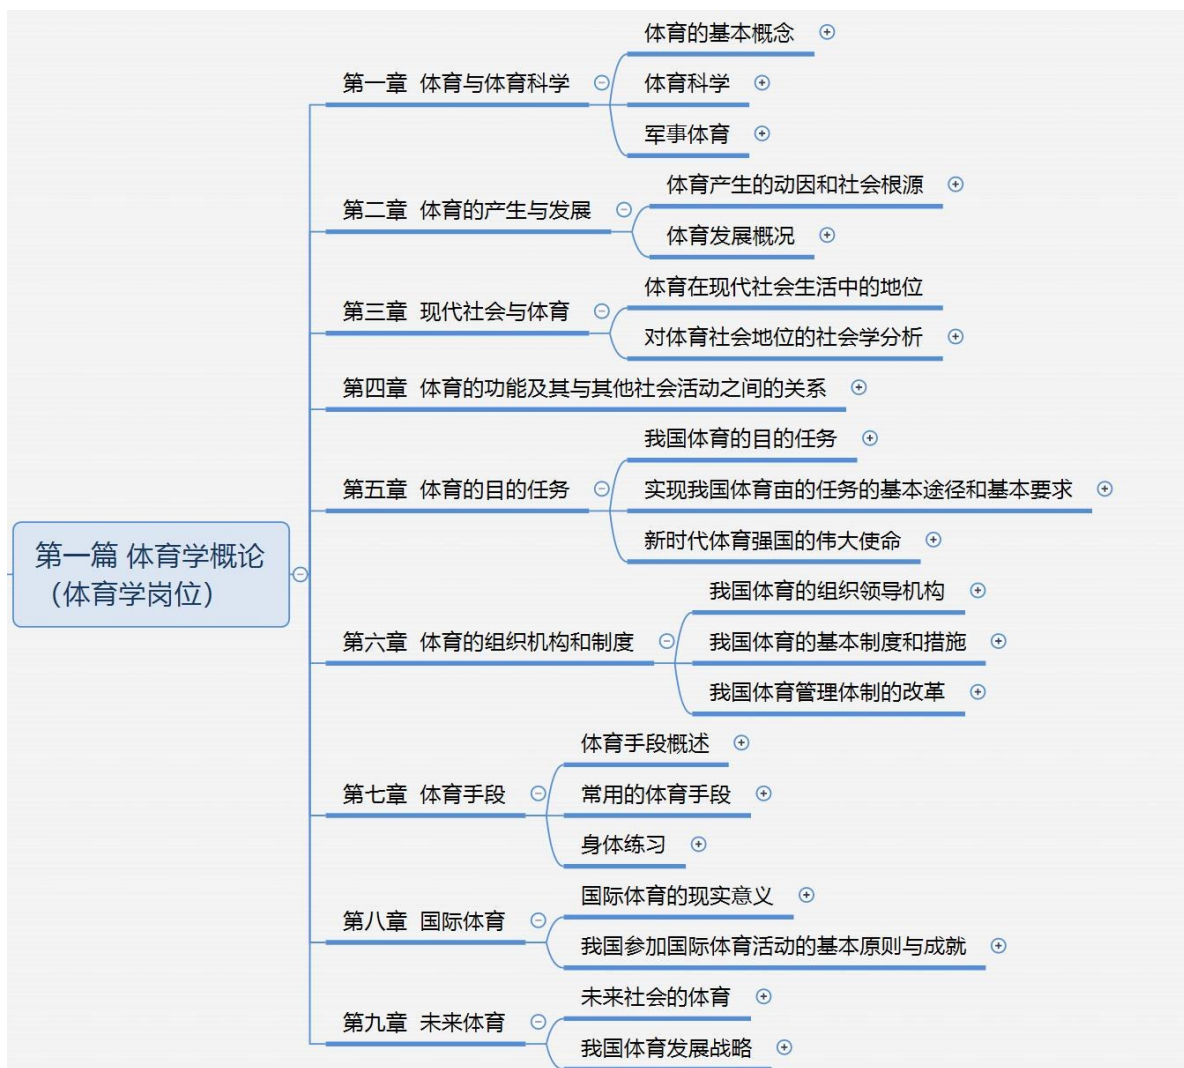 第一篇 体育学概论
（体育学岗位）
第一章 体育与体育科学
体育的基本概念
体育科学
军事体育
第二章 体育的产生与发展
体育产生的动因和社会根源
体育发展概况
第三章 现代社会与体育
体育在现代社会生活中的地位
对体育社会地位的社会学分析
第四章 体育的功能及其与其他社会活动之间的关系
第五章 体育的目的任务
我国体育的目的任务
实现我国体育亩的任务的基本途径和基本要求
新时代体育强国的伟大使命
第六章 体育的组织机构和制度
我国体育的组织领导机构
我国体育的基本制度和措施
我国体育管理体制的改革
第七章 体育手段
体育手段概述
常用的体育手段
身体练习
第八章 国际体育
国际体育的现实意义
我国参加国际体育活动的基本原则与成就
第九章 未来体育
未来社会的体育
我国体育发展战略